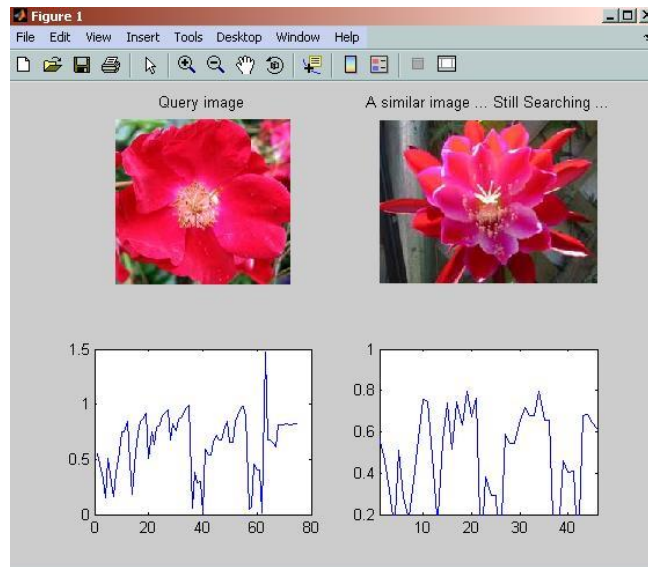 Figure 1
File Edit View Insert Tools Desktop Window Help
Query image
A similar image ... Still Searching ...
1.5
1
0.5
0
0 20 40 60 80
1
0.8
0.6
0.4
0.2
10 20 30 40